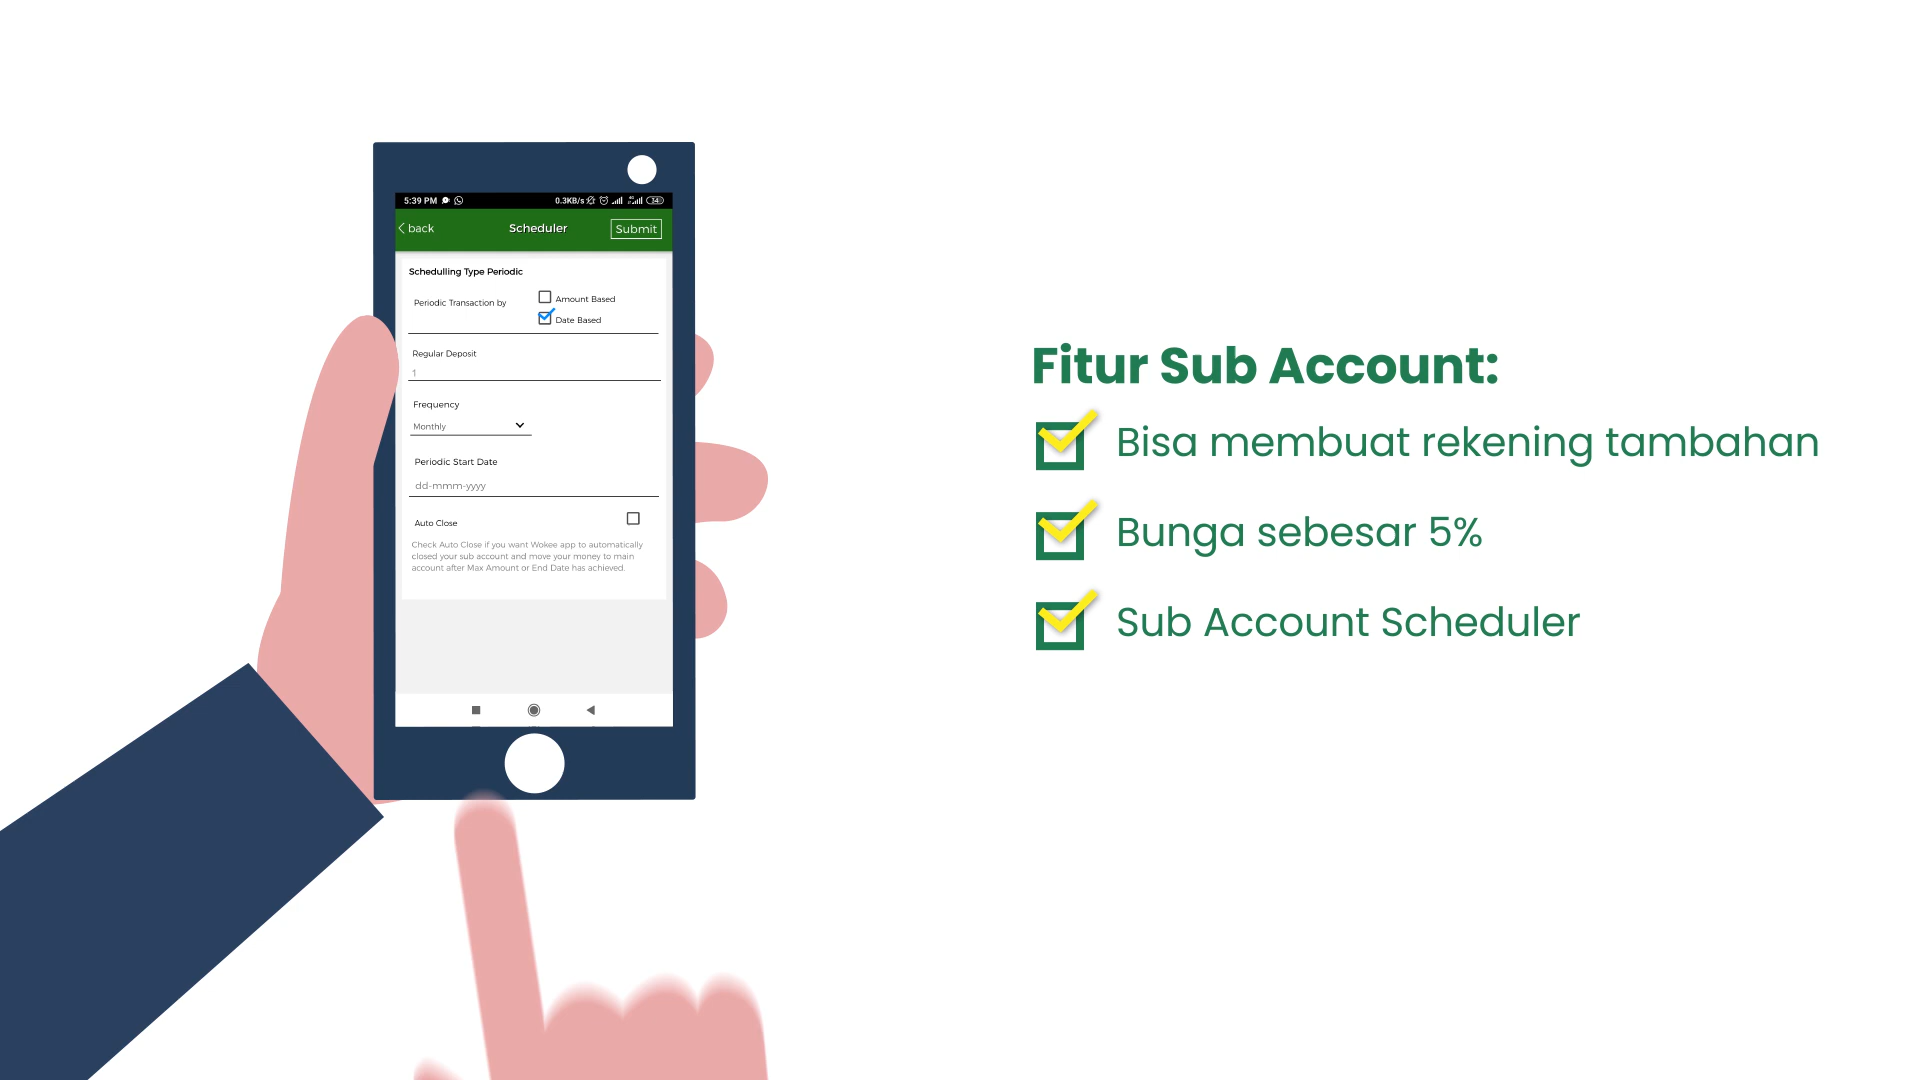 5:39 PM
0.3KB/s
back
Scheduler
Submit
Schedulling Type Periodic
Periodic Transaction by
Amount Based
Date Based
Regular Deposit
1
Frequency
Monthly
Periodic Start Date
dd-mmm-yyyy
Auto Close
Check Auto Close if you want Wokee app to automatically
closed your sub account and move your money to main
account after Max Amount or End Date has achieved.
Fitur Sub Account:
Bisa membuat rekening tambahan
Bunga sebesar 5%
Sub Account Scheduler